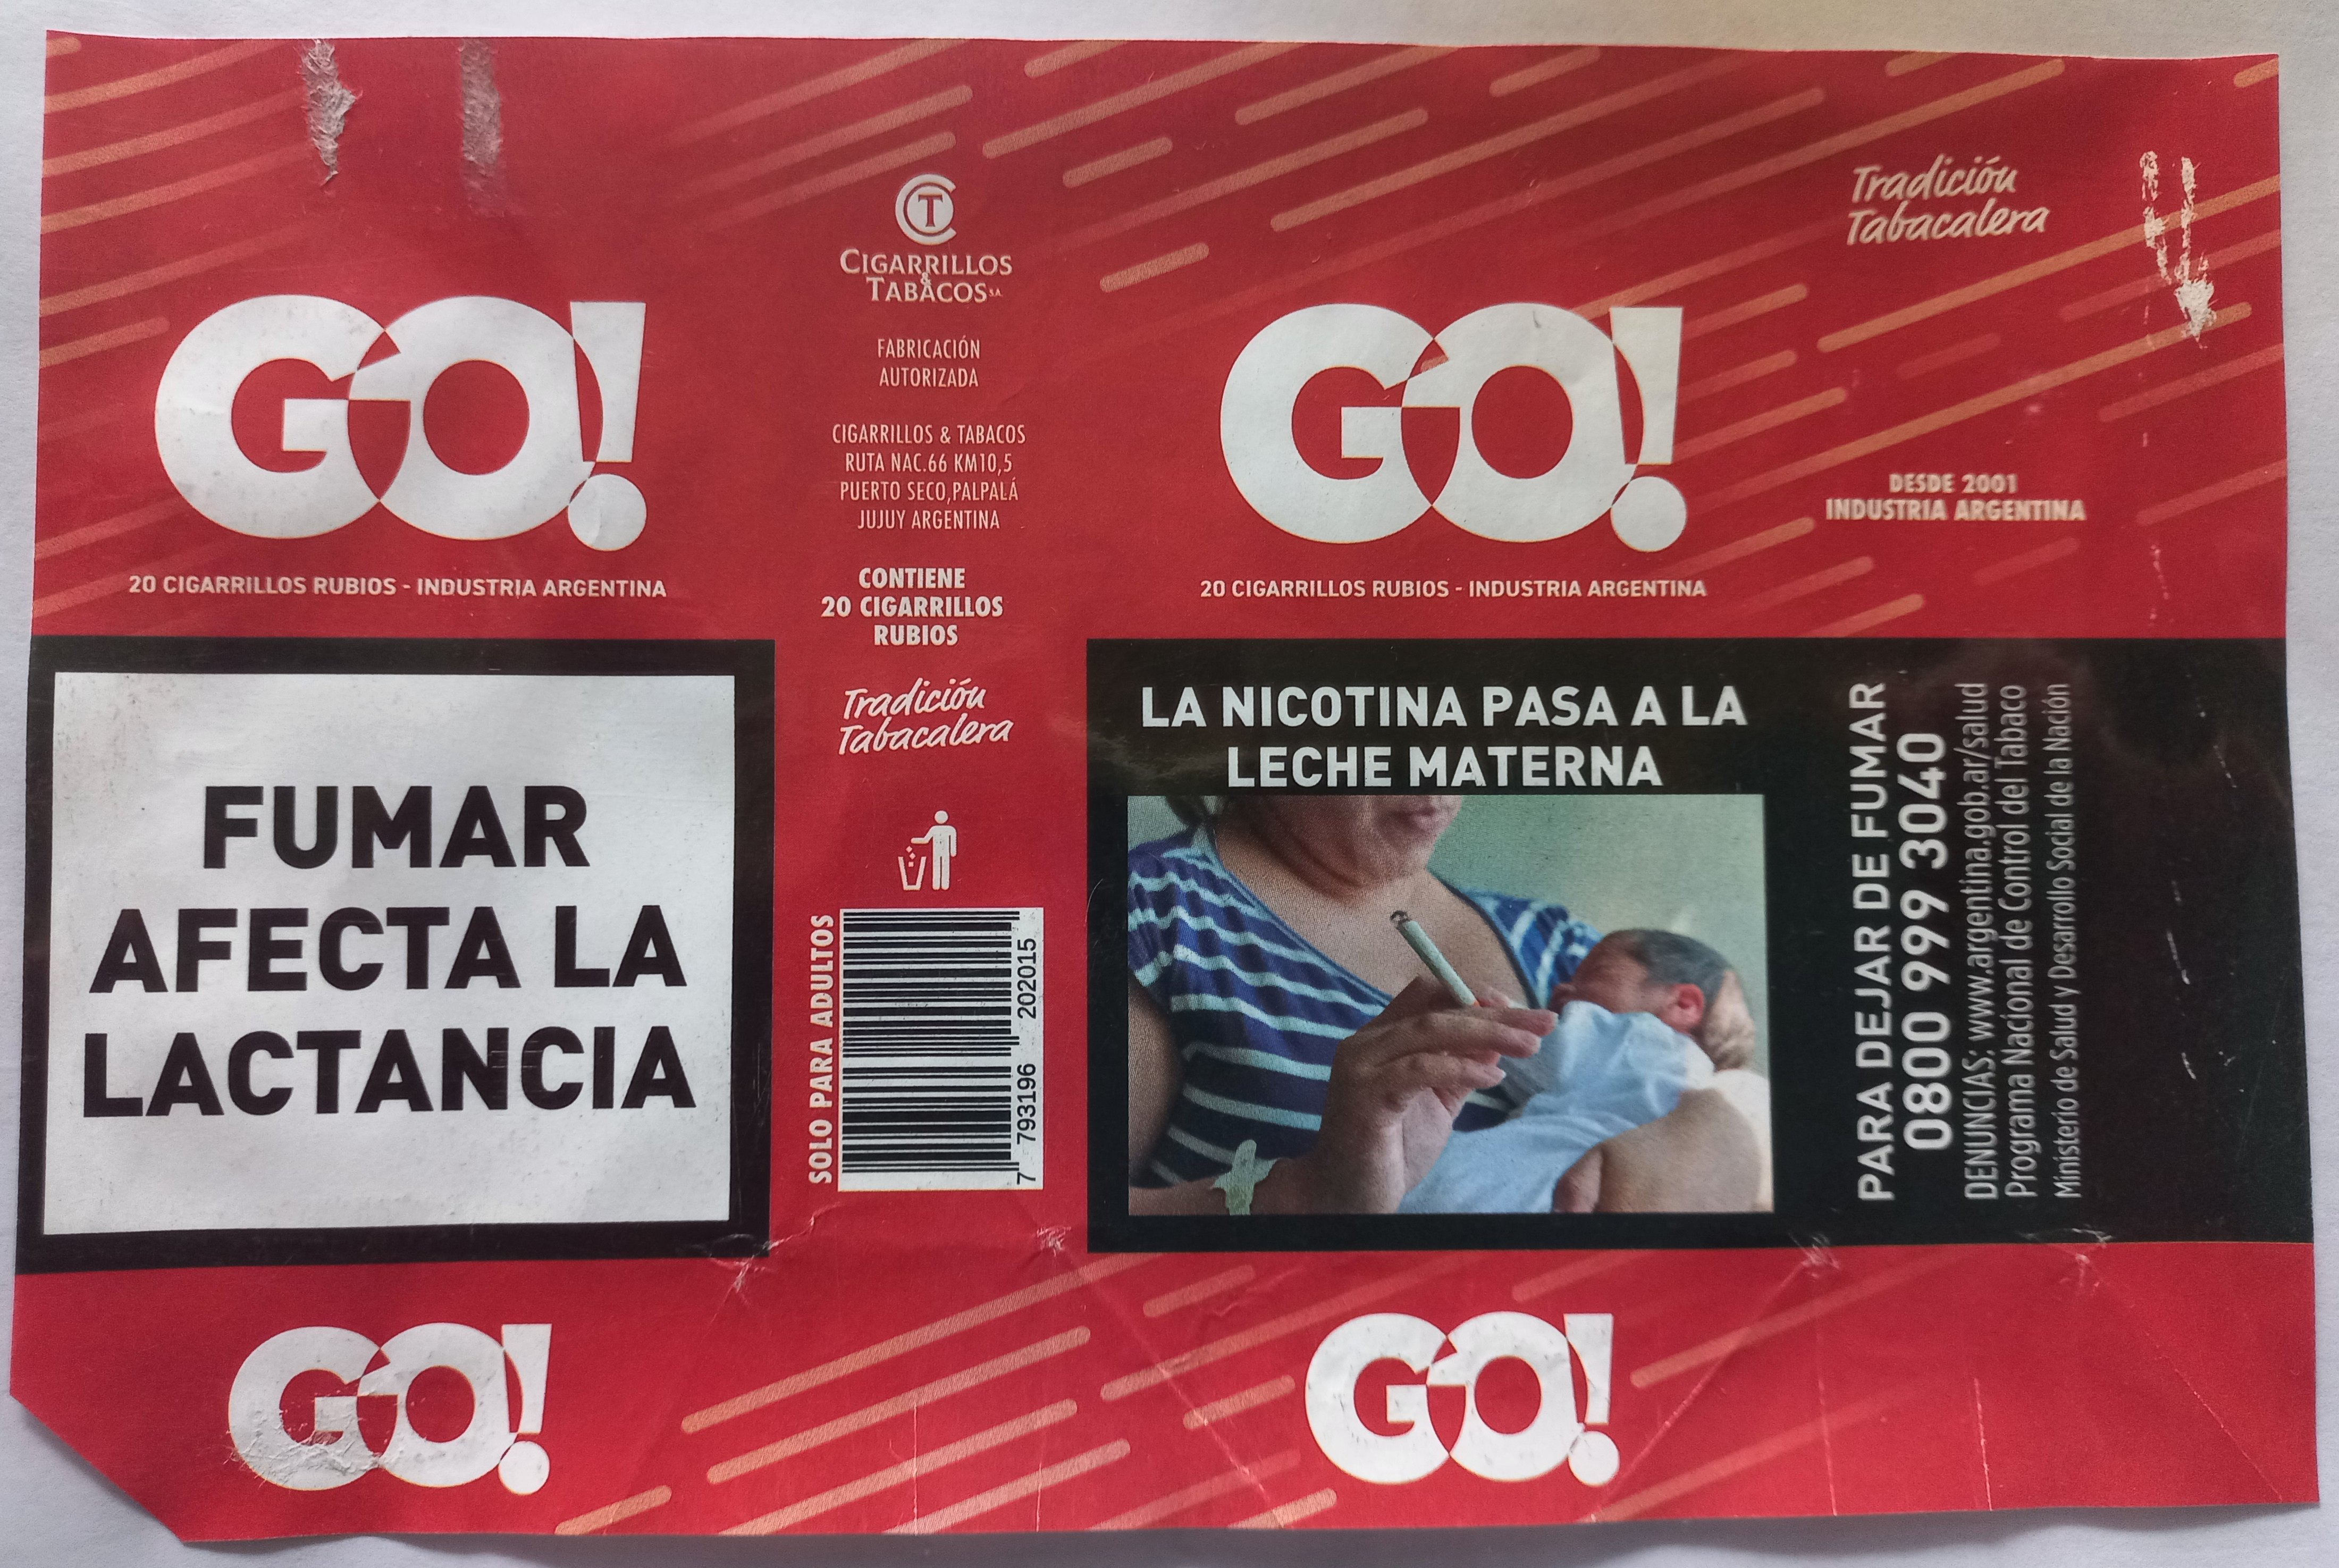 GO!
20 CIGARRILLOS RUBIOS - INDUSTRIA ARGENTINA
FUMAR
AFECTA LA
LACTANCIA
GO!
CT
CIGARRILLOS
&
TABACOS S.A.
FABRICACIÓN
AUTORIZADA
CIGARRILLOS & TABACOS
RUTA NAC.66 KM10,5
PUERTO SECO,PALPALÁ
JUJUY ARGENTINA
CONTIENE
20 CIGARRILLOS
RUBIOS
Tradición
Tabacalera
SOLO PARA ADULTOS
7 793196 202015
GO!
20 CIGARRILLOS RUBIOS - INDUSTRIA ARGENTINA
LA NICOTINA PASA A LA
LECHE MATERNA
GO!
Tradición
Tabacalera
DESDE 2001
INDUSTRIA ARGENTINA
PARA DEJAR DE FUMAR
0800 999 3040
DENUNCIAS: www.argentina.gob.ar/salud
Programa Nacional de Control del Tabaco
Ministerio de Salud y Desarrollo Social de la Nación